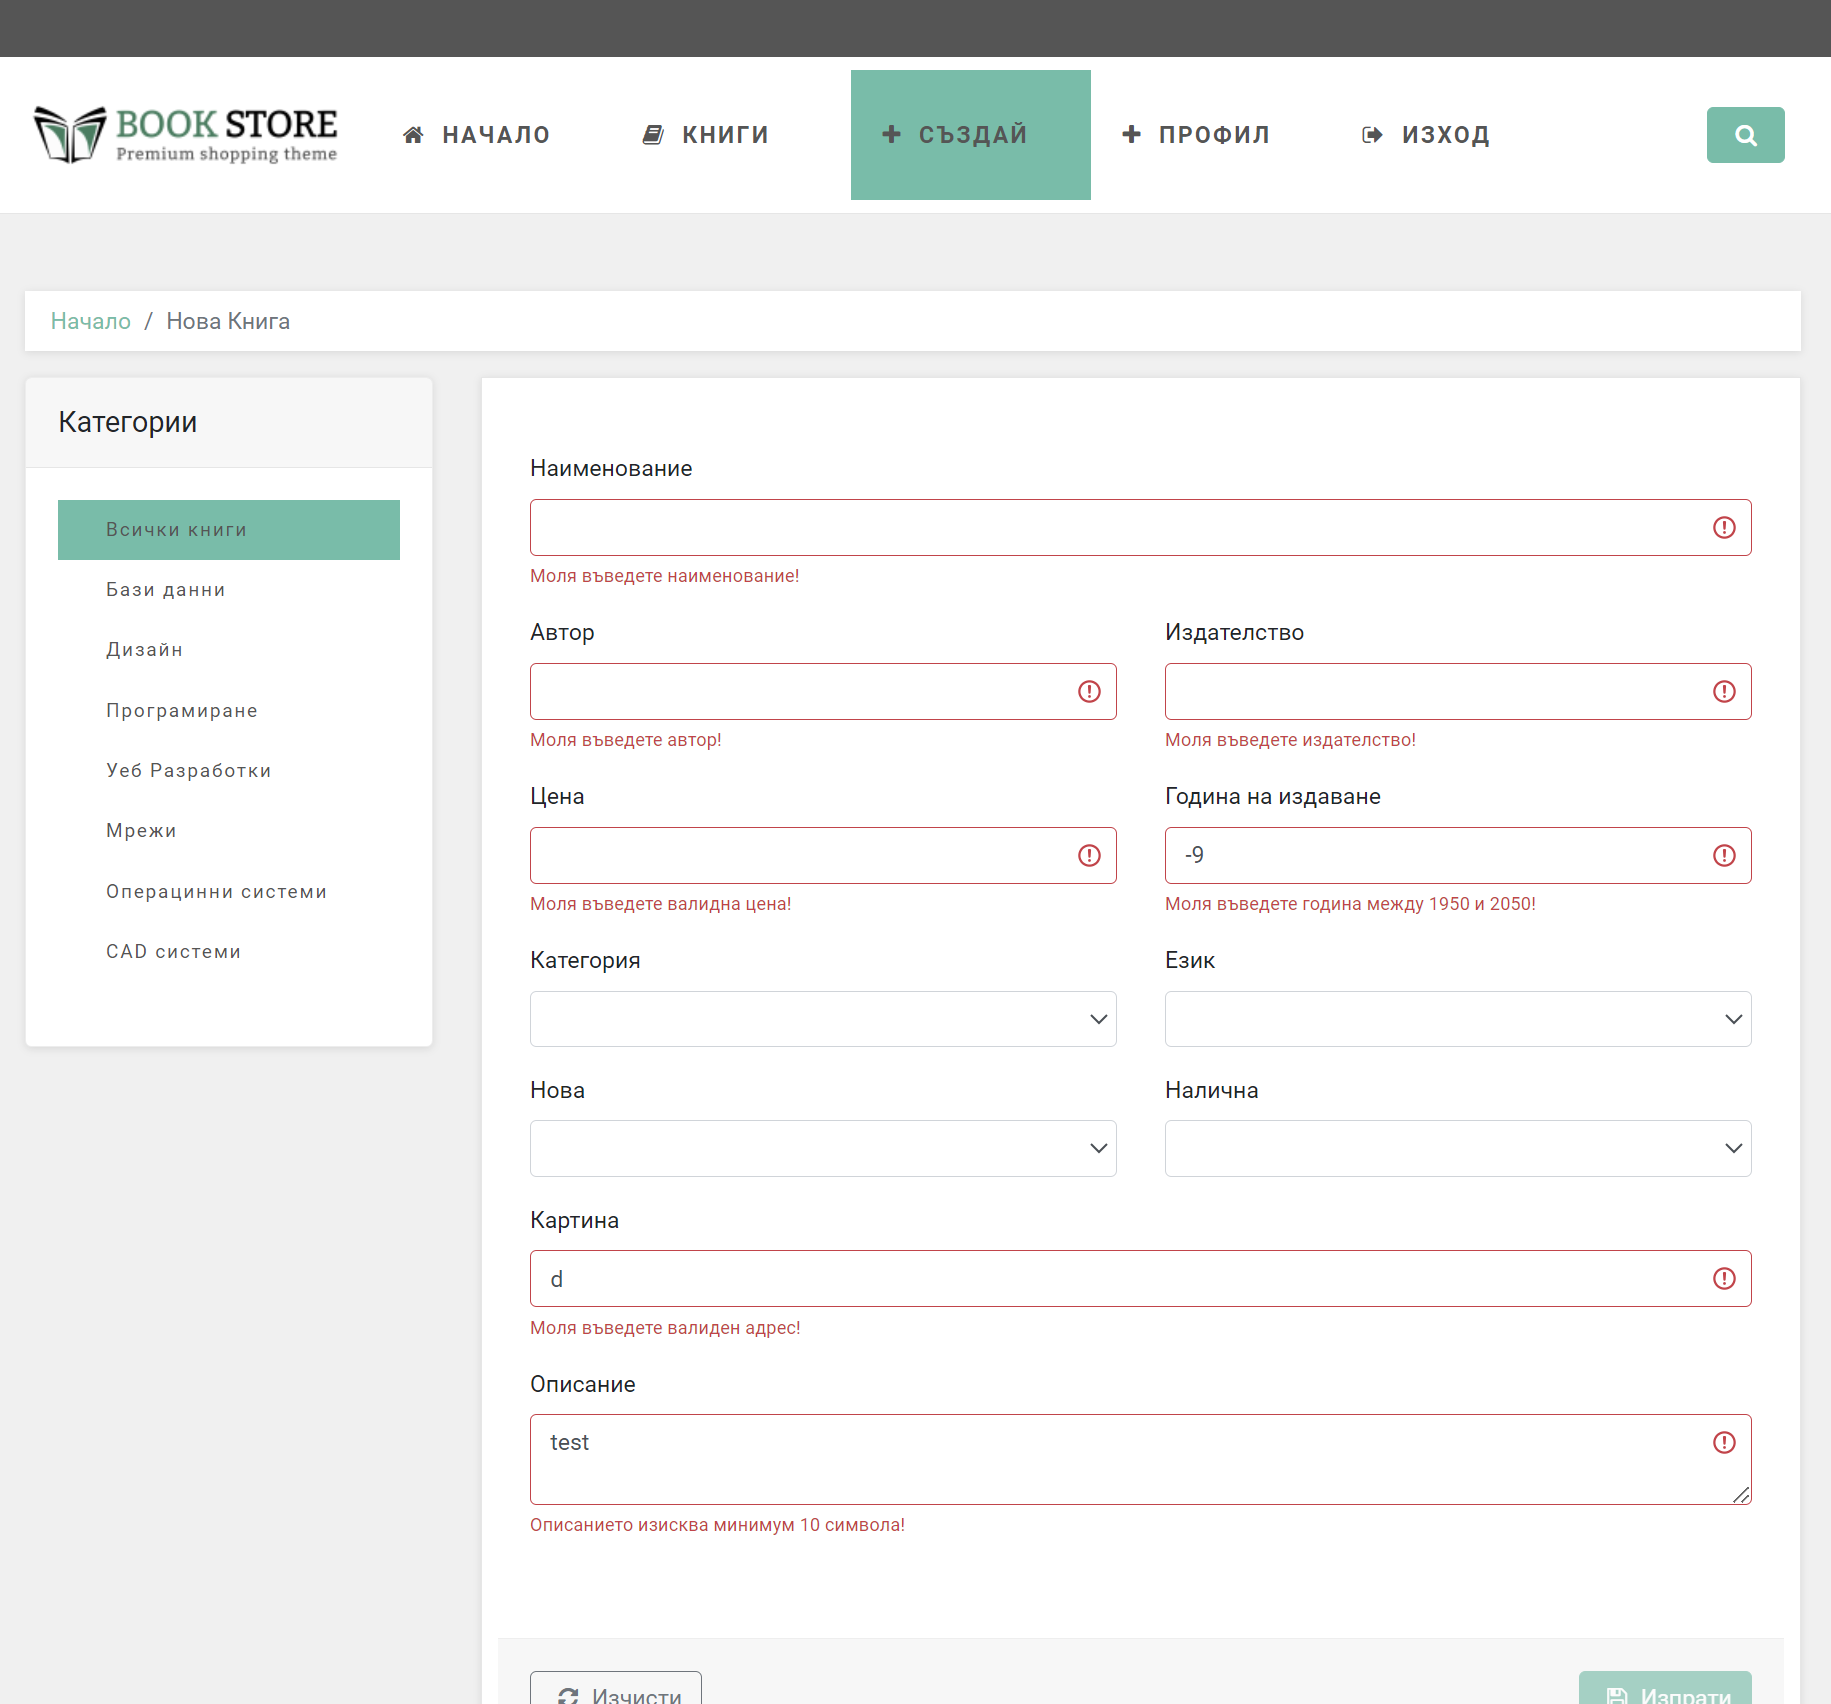 BOOK STORE
Premium shopping theme
НАЧАЛО
КНИГИ
СЪЗДАЙ
ПРОФИЛ
ИЗХОД
Начало / Нова Книга
Категории
Всички книги
Бази данни
Дизайн
Програмиране
Уеб Разработки
Мрежи
Операцинни системи
CAD системи
Наименование
Моля въведете наименование!
Автор
Издателство
Моля въведете автор!
Моля въведете издателство!
Цена
Година на издаване
-9
Моля въведете валидна цена!
Моля въведете година между 1950 и 2050!
Категория
Език
Нова
Налична
Картина
d
Моля въведете валиден адрес!
Описание
test
Описанието изисква минимум 10 символа!
Изчисти
Изпрати